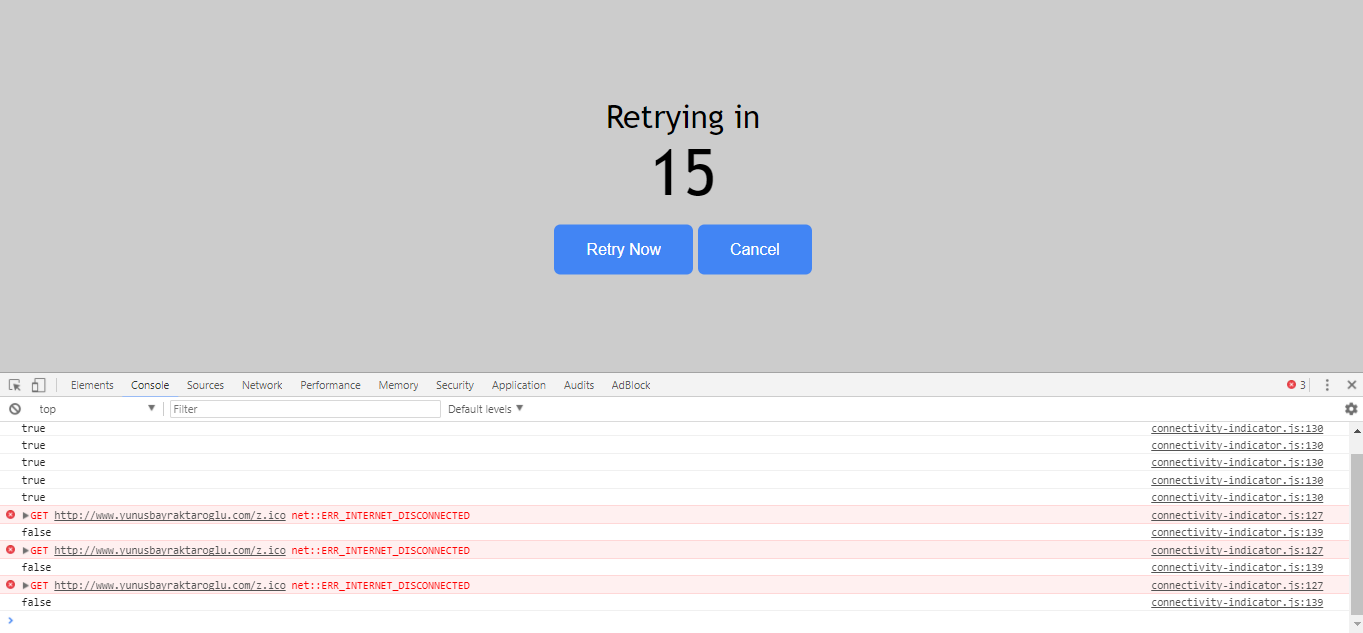 Retrying in
15
Retry Now Cancel
Elements Console Sources Network Performance Memory Security Application Audits AdBlock 3
top Filter Default levels
true connectivity-indicator.js:130
true connectivity-indicator.js:130
true connectivity-indicator.js:130
true connectivity-indicator.js:130
true connectivity-indicator.js:130
GET http://www.yunusbayraktaroglu.com/z.ico net::ERR_INTERNET_DISCONNECTED connectivity-indicator.js:127
false connectivity-indicator.js:139
GET http://www.yunusbayraktaroglu.com/z.ico net::ERR_INTERNET_DISCONNECTED connectivity-indicator.js:127
false connectivity-indicator.js:139
GET http://www.yunusbayraktaroglu.com/z.ico net::ERR_INTERNET_DISCONNECTED connectivity-indicator.js:127
false connectivity-indicator.js:139